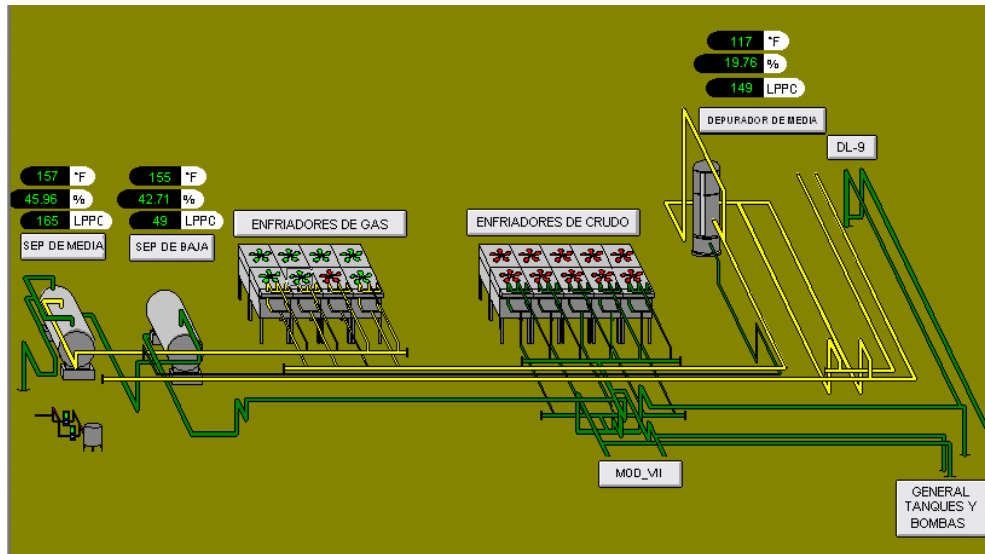 117 °F
19.76 %
149 LPPC
DEPURADOR DE MEDIA
DL-9
157 °F
45.96 %
165 LPPC
SEP DE MEDIA
155 °F
42.71 %
49 LPPC
SEP DE BAJA
ENFRIADORES DE GAS
ENFRIADORES DE CRUDO
MOD_VII
GENERAL
TANQUES Y
BOMBAS